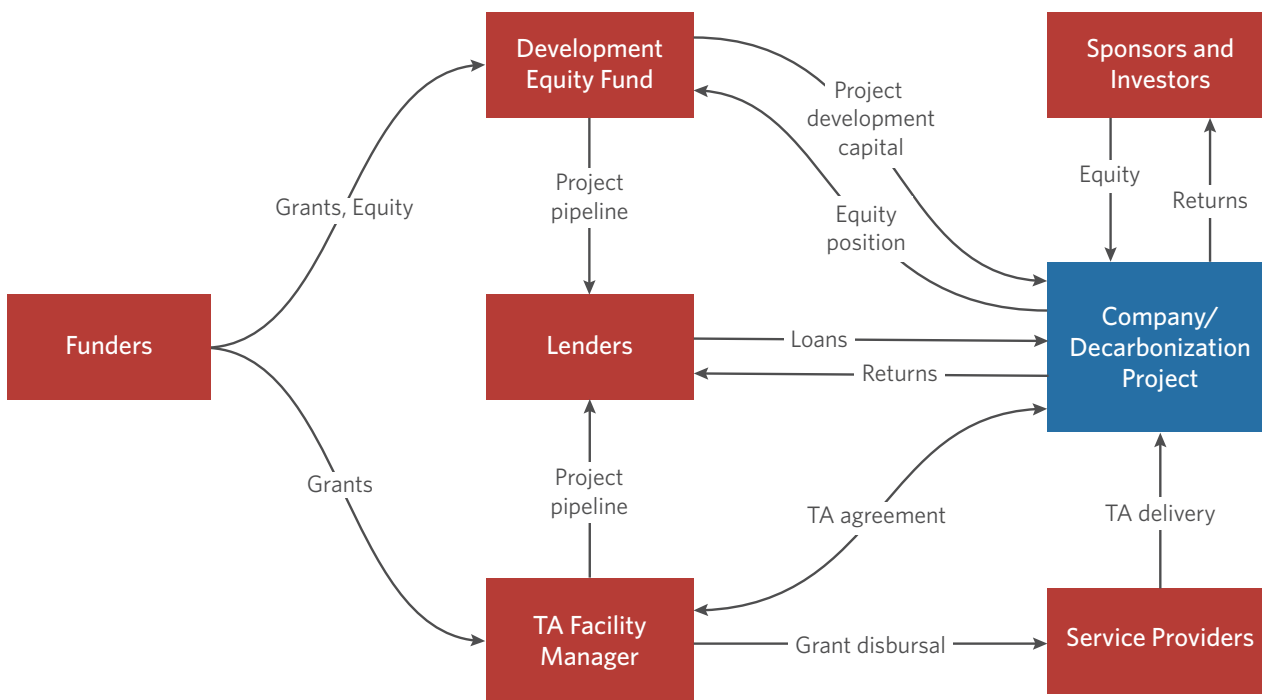 Development
Equity Fund
Sponsors and
Investors
Project
development
capital
Project
pipeline
Equity
Returns
Grants, Equity
Equity
position
Funders
Lenders
Loans
Returns
Company/
Decarbonization
Project
Grants
Project
pipeline
TA agreement
TA delivery
TA Facility
Manager
Grant disbursal
Service Providers